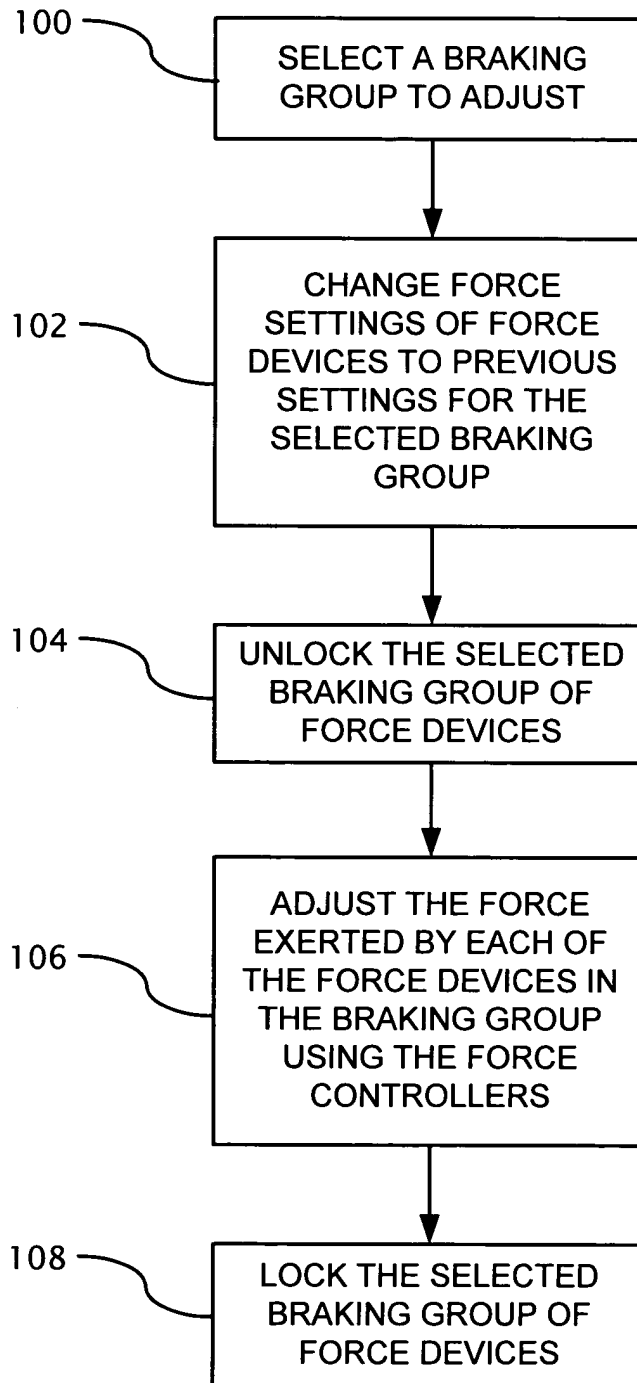 100
SELECT A BRAKING
GROUP TO ADJUST
102
CHANGE FORCE
SETTINGS OF FORCE
DEVICES TO PREVIOUS
SETTINGS FOR THE
SELECTED BRAKING
GROUP
104
UNLOCK THE SELECTED
BRAKING GROUP OF
FORCE DEVICES
106
ADJUST THE FORCE
EXERTED BY EACH OF
THE FORCE DEVICES IN
THE BRAKING GROUP
USING THE FORCE
CONTROLLERS
108
LOCK THE SELECTED
BRAKING GROUP OF
FORCE DEVICES